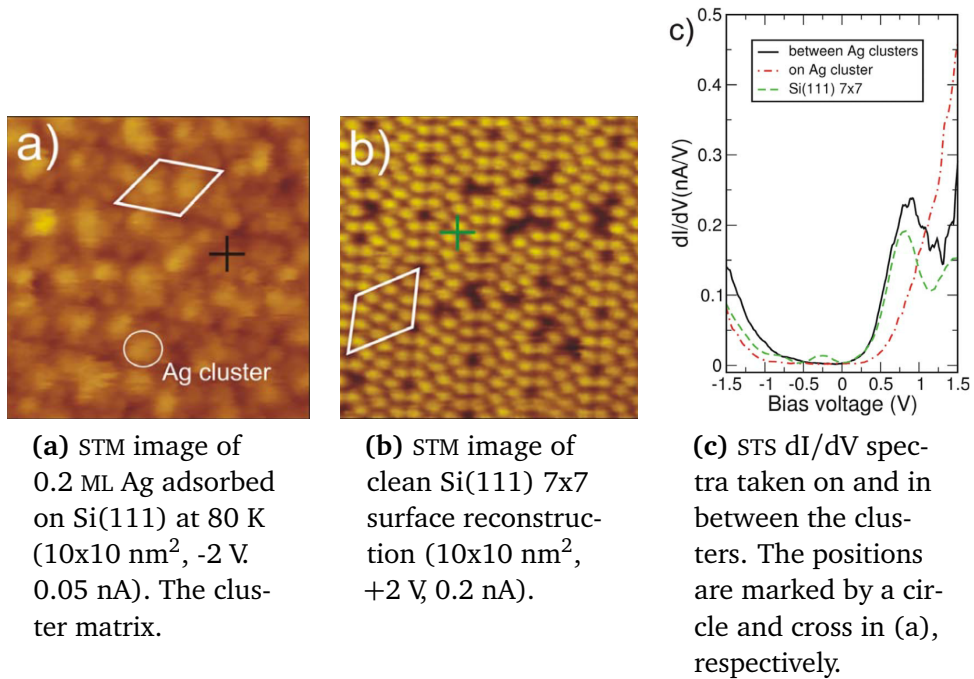 a)
Ag cluster
b)
c)
between Ag clusters
on Ag cluster
Si(111) 7x7
dI/dV(nA/V)
0.5
0.4
0.3
0.2
0.1
0
-1.5 -1.0 -0.5 0 0.5 1.0 1.5
Bias voltage (V)
(a) STM image of
0.2 ML Ag adsorbed
on Si(111) at 80 K
(10x10 nm², -2 V.
0.05 nA). The clus-
ter matrix.
(b) STM image of
clean Si(111) 7x7
surface reconstruc-
tion (10x10 nm²,
+2 V, 0.2 nA).
(c) STS dI/dV spec-
tra taken on and in
between the clus-
ters. The positions
are marked by a cir-
cle and cross in (a),
respectively.